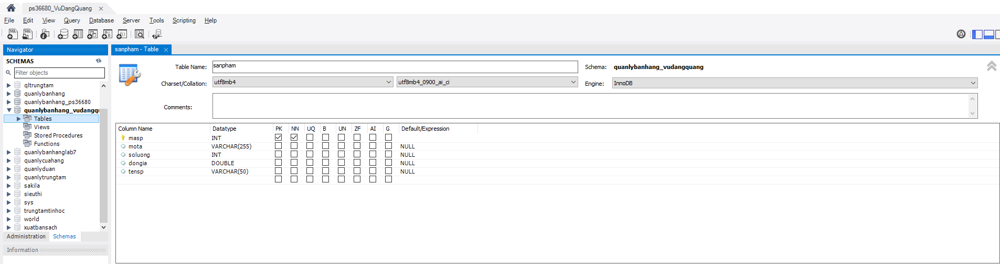 ps36680_VuDangQuang
File Edit View Query Database Server Tools Scripting Help
Navigator
SCHEMAS
Filter objects
qltrungtam
quanlybanhang
quanlybanhang_ps36680
quanlybanhang_vudangqu
Tables
Views
Stored Procedures
Functions
quanlybanhanglab7
quanlycuahang
quanlyduan
quanlytrungtam
sakila
sieuthi
sys
trungtamtinhoc
world
xuatbansach
Administration Schemas
Information
sanpham - Table
Table Name: sanpham Schema: quanlybanhang_vudangquang
Charset/Collation: utf8mb4 utf8mb4_0900_ai_ci Engine: InnoDB
Comments:
Column Name Datatype PK NN UQ B UN ZF AI G Default/Expression
masp INT
mota VARCHAR(255) NULL
soluong INT NULL
dongia DOUBLE NULL
tensp VARCHAR(50) NULL